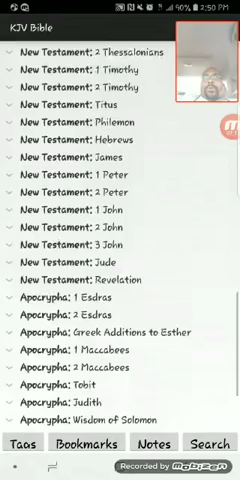 90% 2:50 PM
KJV Bible
New Testament: 2 Thessalonians
New Testament: 1 Timothy
New Testament: 2 Timothy
New Testament: Titus
New Testament: Philemon
New Testament: Hebrews
New Testament: James
New Testament: 1 Peter
New Testament: 2 Peter
New Testament: 1 John
New Testament: 2 John
New Testament: 3 John
New Testament: Jude
New Testament: Revelation
Apocrypha: 1 Esdras
Apocrypha: 2 Esdras
Apocrypha: Greek Additions to Esther
Apocrypha: 1 Maccabees
Apocrypha: 2 Maccabees
Apocrypha: Tobit
Apocrypha: Judith
Apocrypha: Wisdom of Solomon
Tags Bookmarks Notes Search
Recorded by mobizen